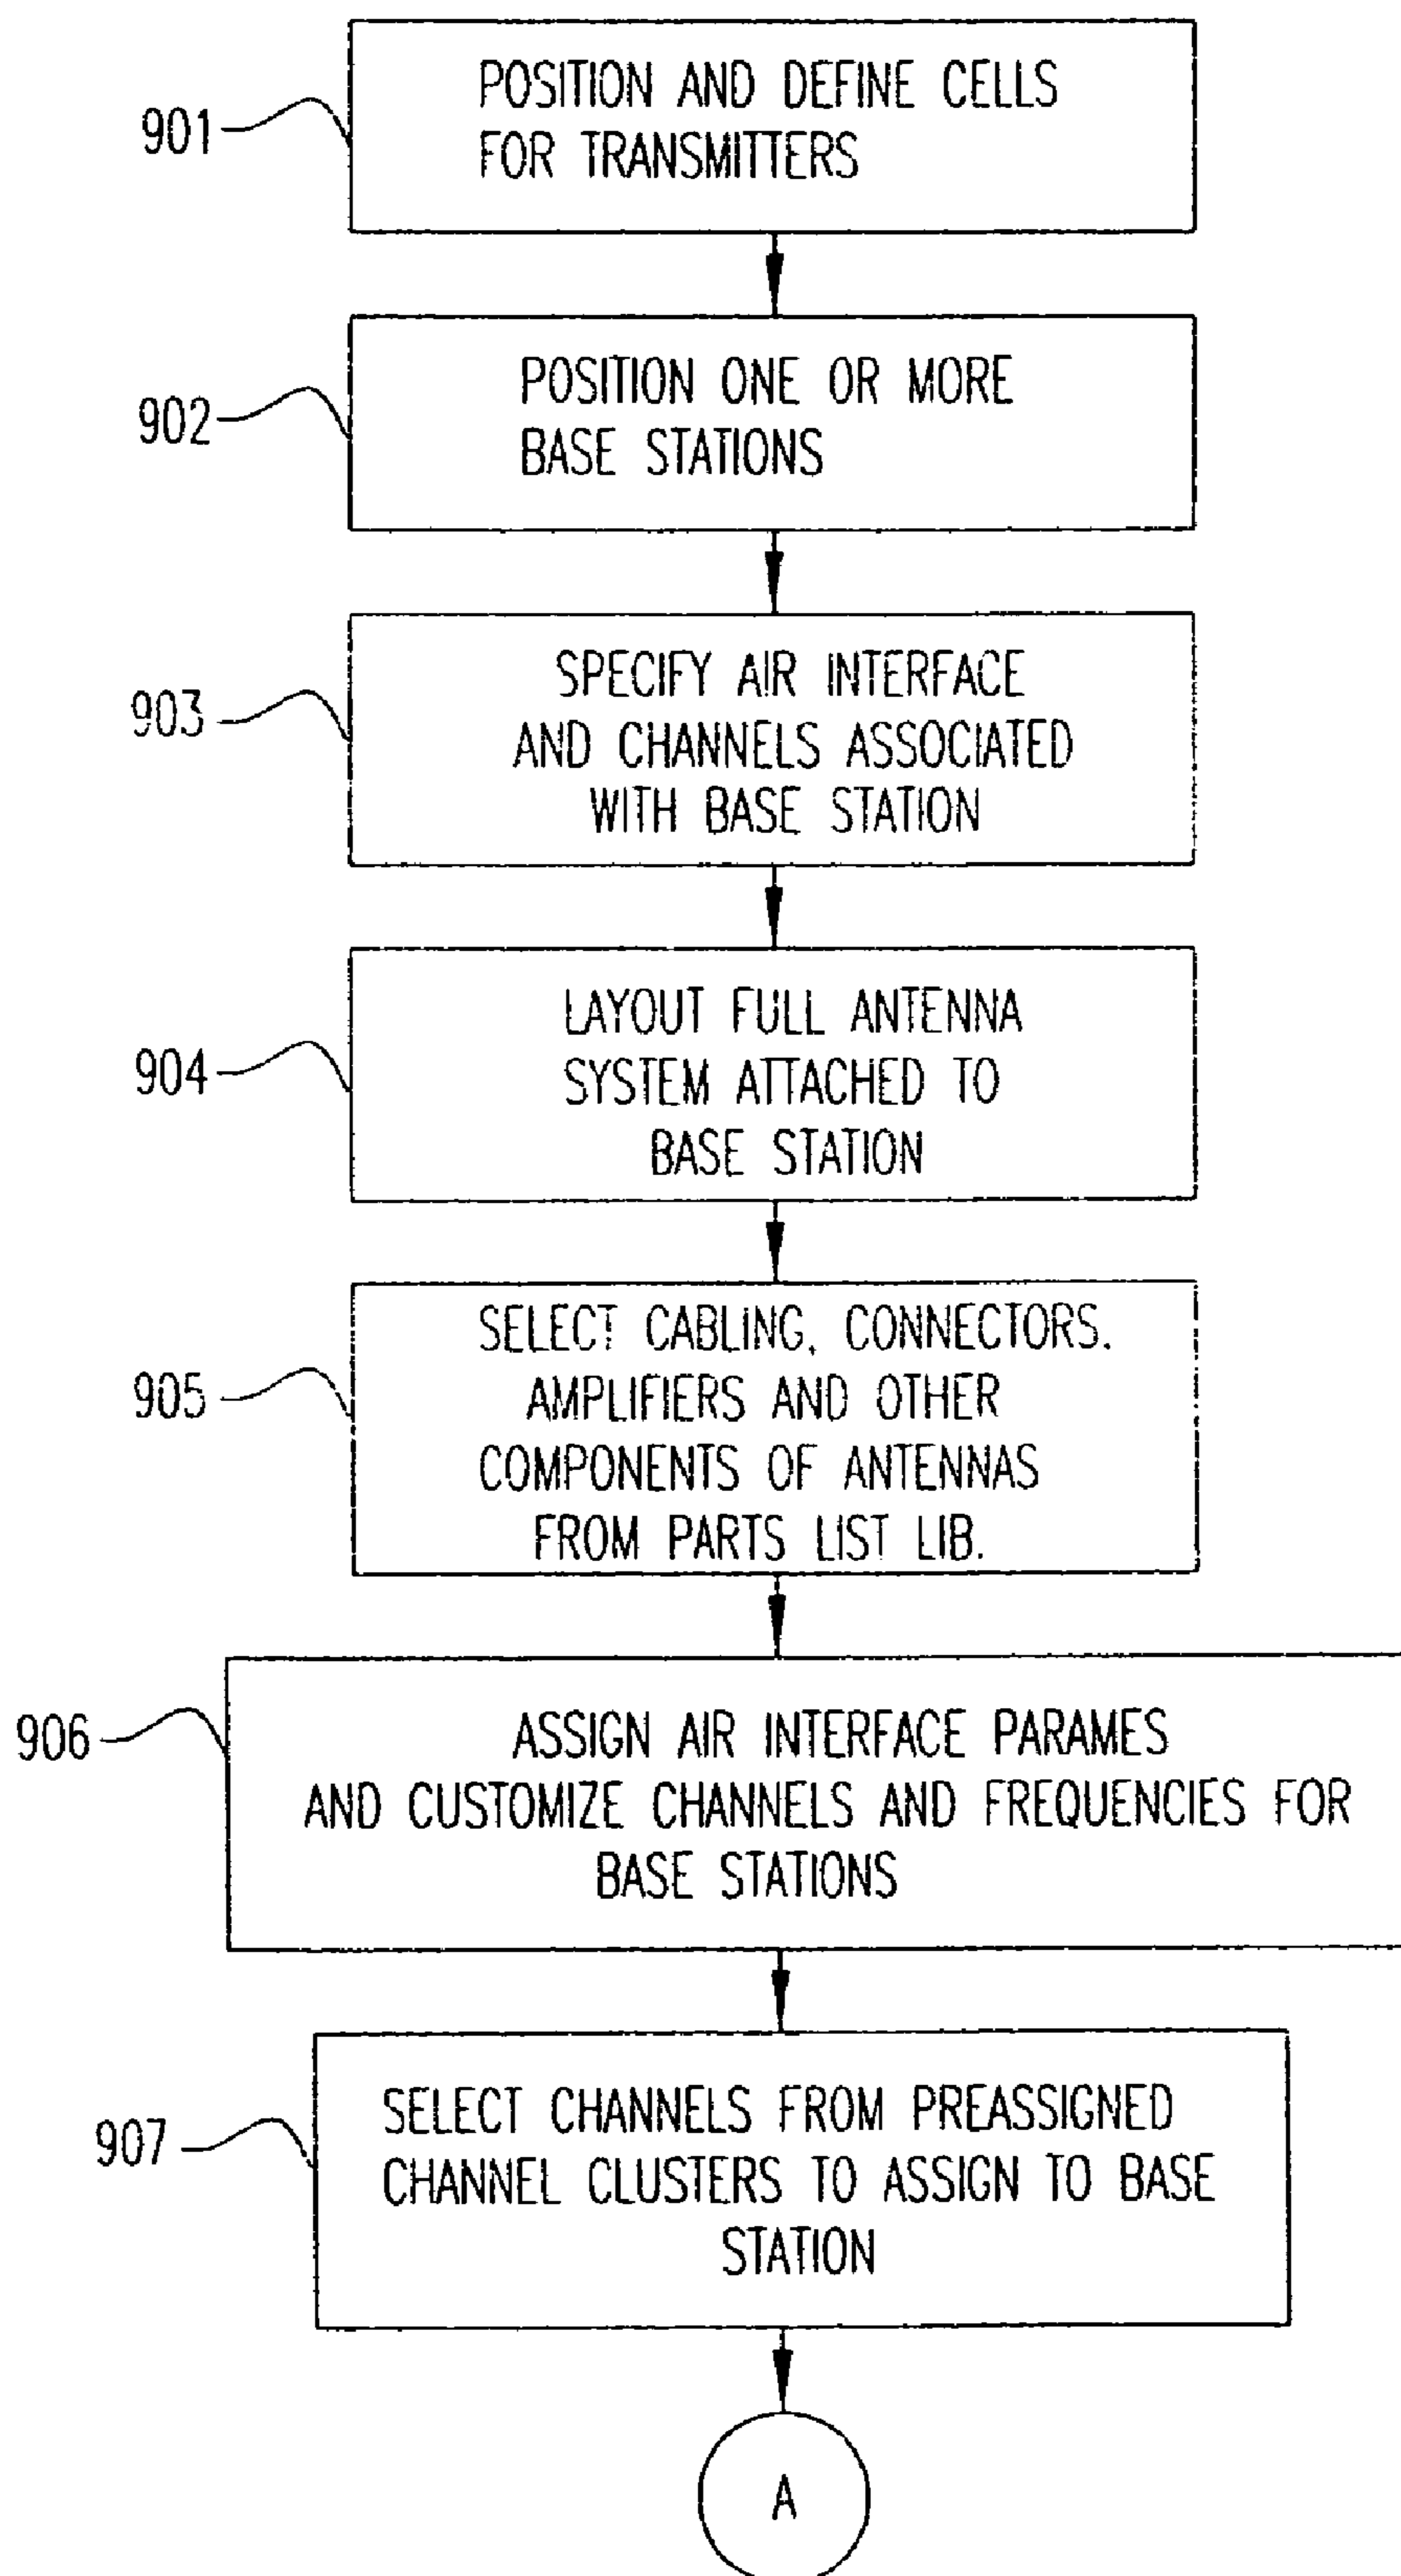 901
POSITION AND DEFINE CELLS
FOR TRANSMITTERS
902
POSITION ONE OR MORE
BASE STATIONS
903
SPECIFY AIR INTERFACE
AND CHANNELS ASSOCIATED
WITH BASE STATION
904
LAYOUT FULL ANTENNA
SYSTEM ATTACHED TO
BASE STATION
905
SELECT CABLING, CONNECTORS.
AMPLIFIERS AND OTHER
COMPONENTS OF ANTENNAS
FROM PARTS LIST LIB.
906
ASSIGN AIR INTERFACE PARAMES
AND CUSTOMIZE CHANNELS AND FREQUENCIES FOR
BASE STATIONS
907
SELECT CHANNELS FROM PREASSIGNED
CHANNEL CLUSTERS TO ASSIGN TO BASE
STATION
A